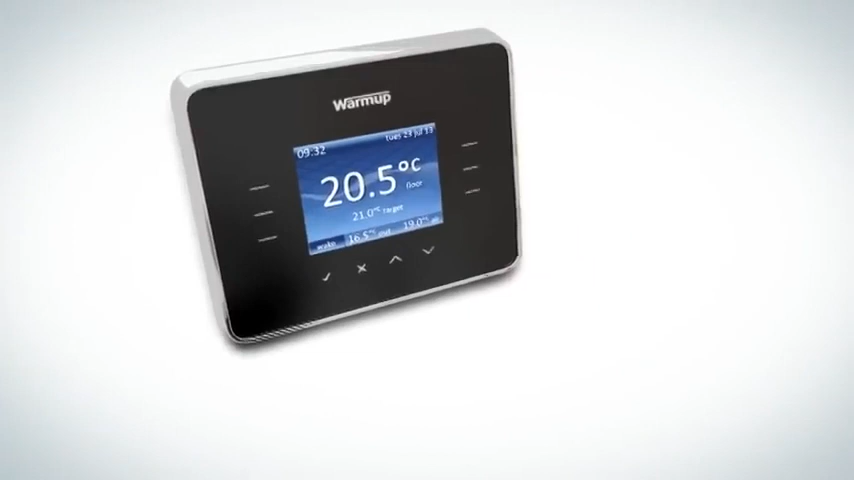 Warmup
09:32 tues 23 jul 13
20.5°C floor
21.0°C Target
wake 16.5°C out 19.0°C air